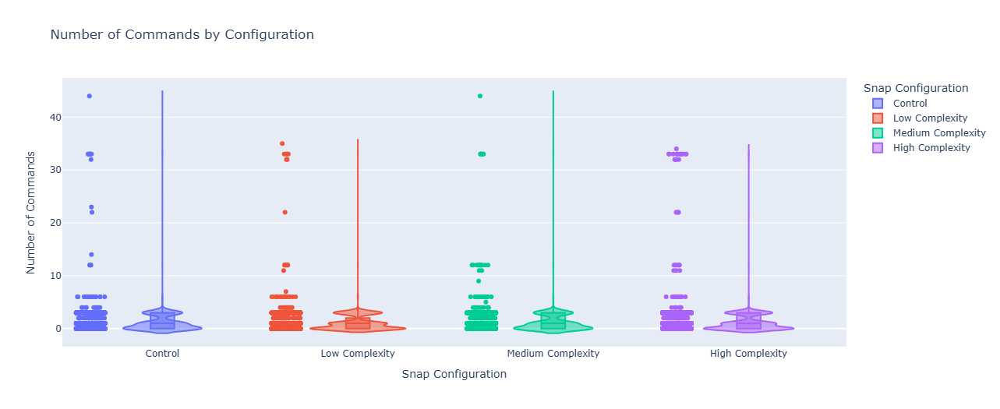 Number of Commands by Configuration
Snap Configuration
Control
Low Complexity
Medium Complexity
High Complexity
Number of Commands
40
30
20
10
0
Control
Low Complexity
Medium Complexity
High Complexity
Snap Configuration